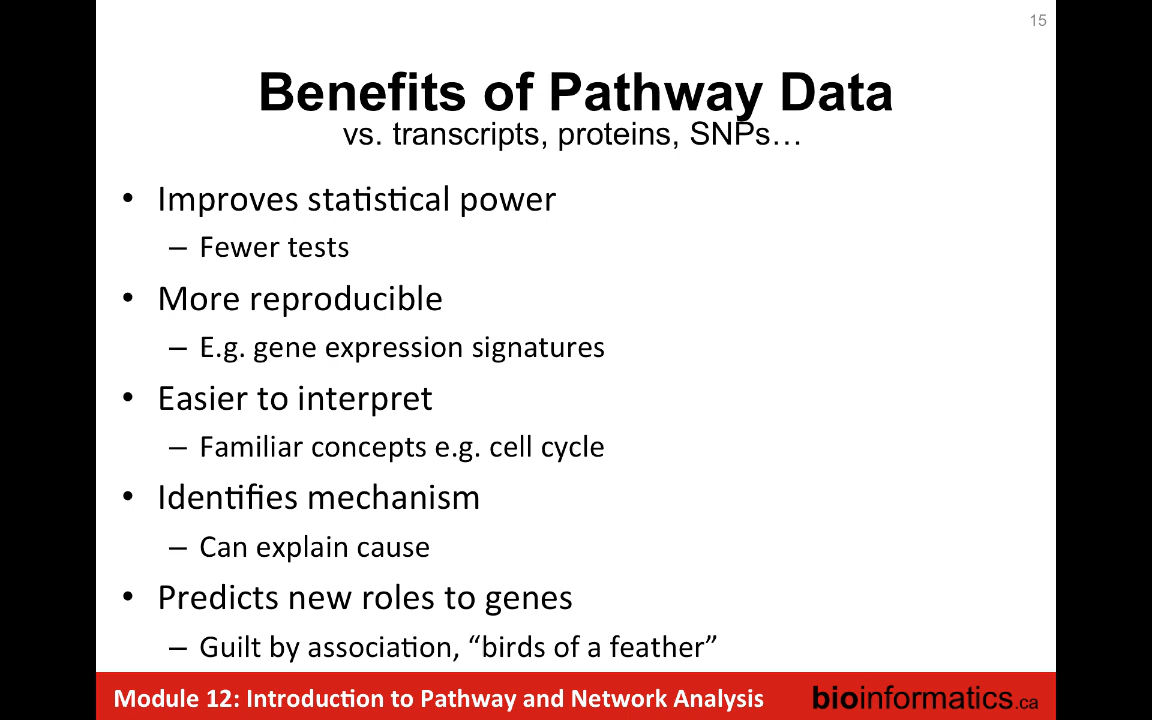 15
Benefits of Pathway Data
vs. transcripts, proteins, SNPs…
• Improves statistical power
– Fewer tests
• More reproducible
– E.g. gene expression signatures
• Easier to interpret
– Familiar concepts e.g. cell cycle
• Identifies mechanism
– Can explain cause
• Predicts new roles to genes
– Guilt by association, “birds of a feather”
Module 12: Introduction to Pathway and Network Analysis bioinformatics.ca